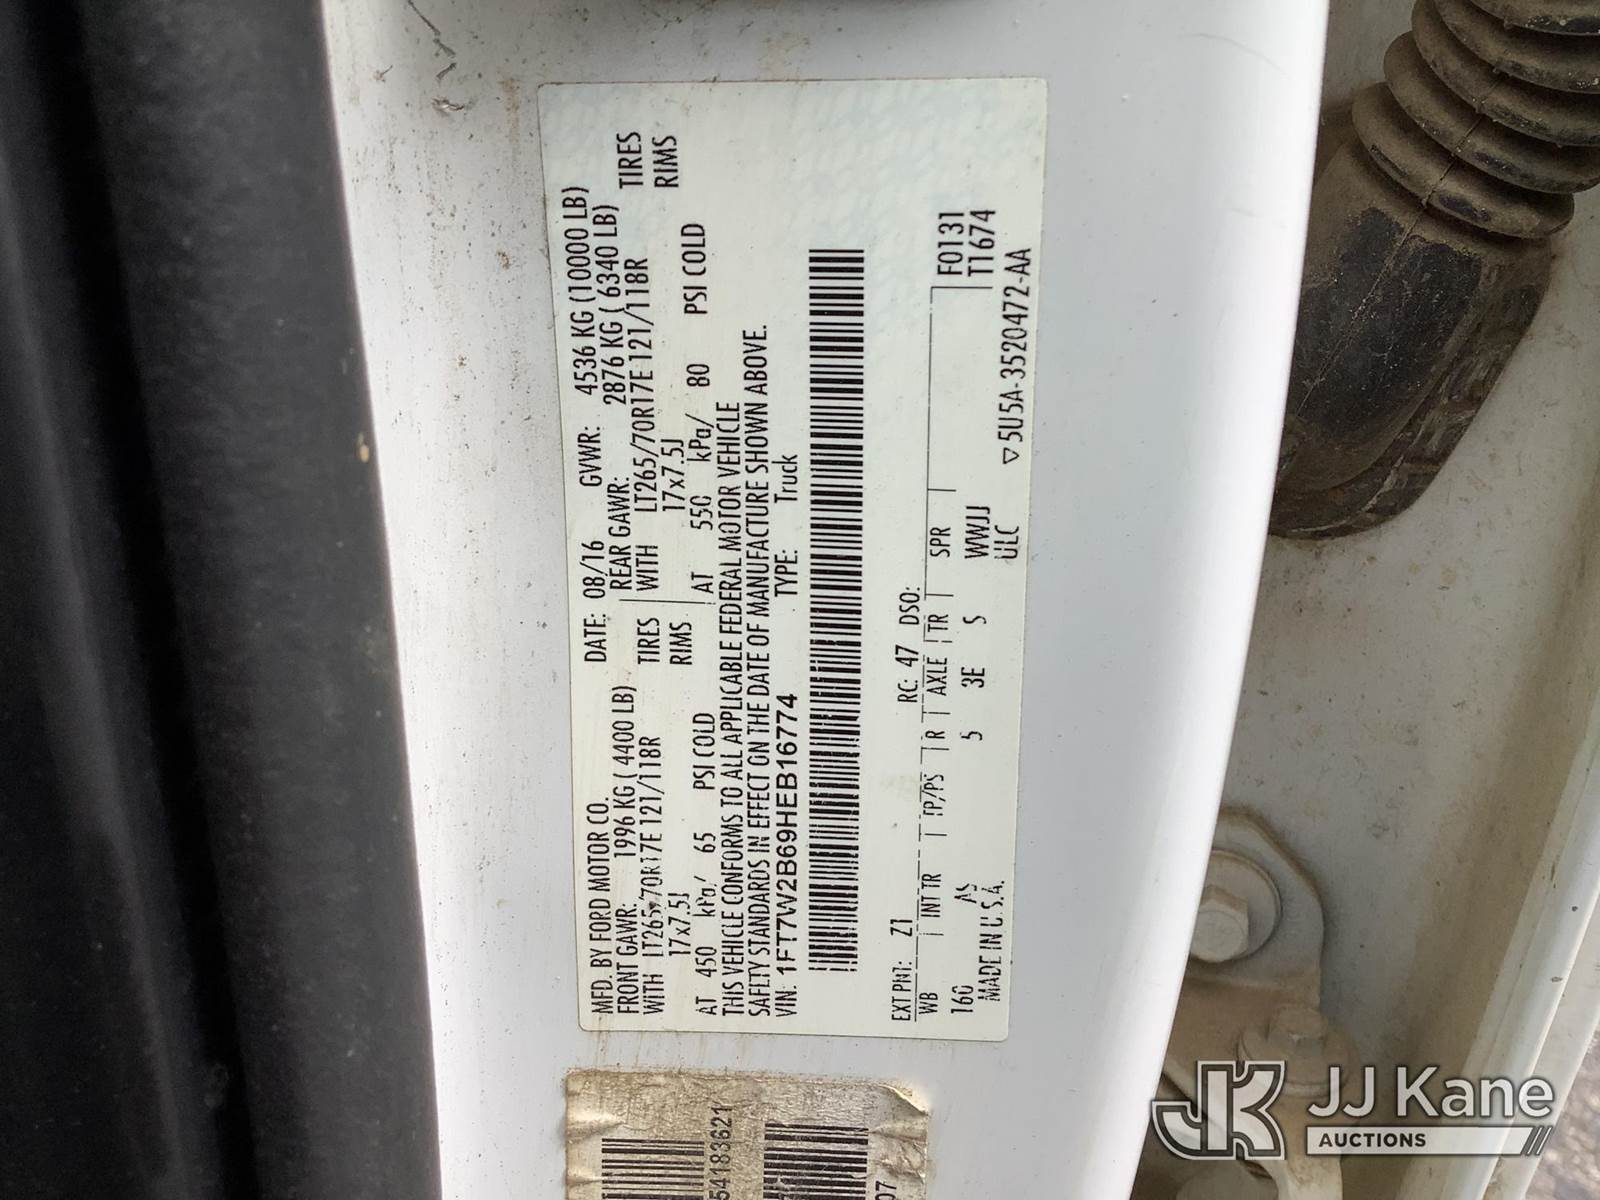 MFD. BY FORD MOTOR CO. DATE: 08/16 GVWR: 4536 KG (10000 LB)
FRONT GAWR: 1996 KG ( 4400 LB) REAR GAWR: 2876 KG ( 6340 LB)
WITH LT265/70R17E 121/118R TIRES WITH LT265/70R17E 121/118R TIRES
17x7.5J RIMS 17x7.5J RIMS
AT 450 kPa/ 65 PSI COLD AT 550 kPa/ 80 PSI COLD
THIS VEHICLE CONFORMS TO ALL APPLICABLE FEDERAL MOTOR VEHICLE
SAFETY STANDARDS IN EFFECT ON THE DATE OF MANUFACTURE SHOWN ABOVE.
VIN: 1FT7W2B69HEB16774 TYPE: Truck
EXT PNT: Z1 RC: 47 DSO:
WB INT TR TP/PS R AXLE TR SPR F0131
160 AS 5 3E S WWJJ T1674
MADE IN U.S.A. ULC
▽5U5A-3520472-AA
54183621
07
JK JJ Kane
AUCTIONS